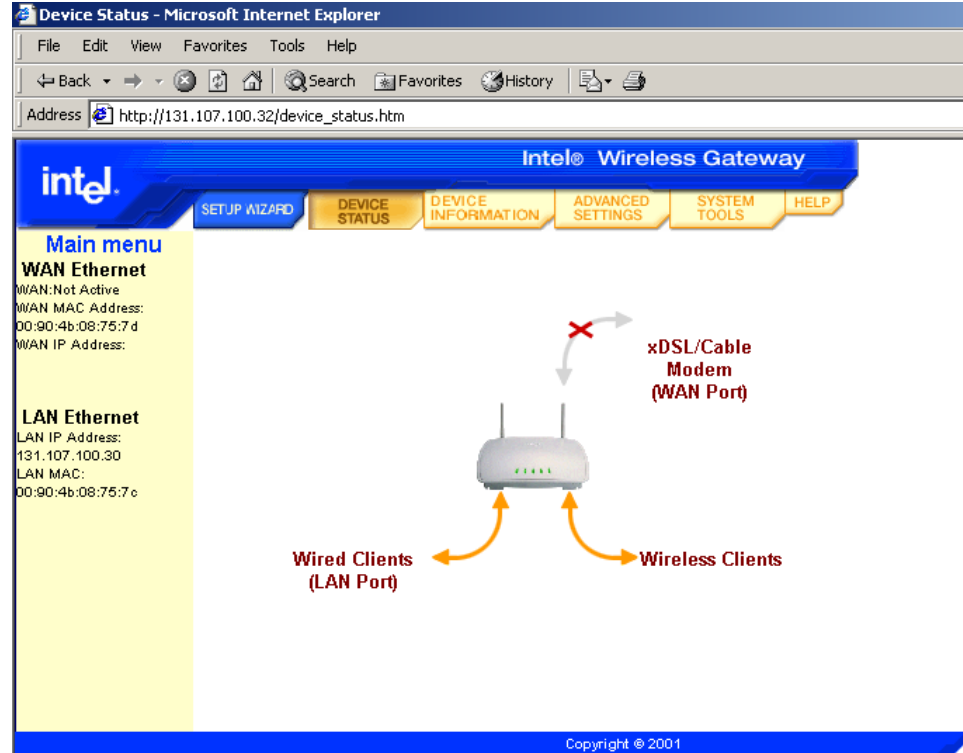 Device Status - Microsoft Internet Explorer
File Edit View Favorites Tools Help
Back Search Favorites History
Address http://131.107.100.32/device_status.htm
intel.
Intel® Wireless Gateway
SETUP WIZARD
DEVICE STATUS
DEVICE INFORMATION
ADVANCED SETTINGS
SYSTEM TOOLS
HELP
Main menu
WAN Ethernet
WAN:Not Active
WAN MAC Address:
00:90:4b:08:75:7d
WAN IP Address:
LAN Ethernet
LAN IP Address:
131.107.100.30
LAN MAC:
00:90:4b:08:75:7c
xDSL/Cable
Modem
(WAN Port)
Wired Clients
(LAN Port)
Wireless Clients
Copyright © 2001